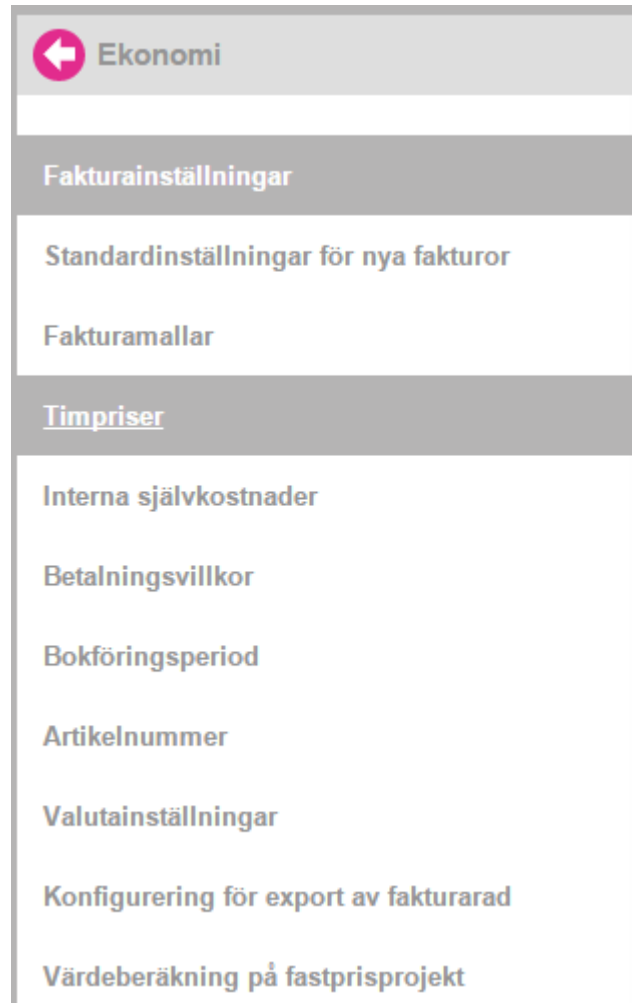 Ekonomi
Fakturainställningar
Standardinställningar för nya fakturor
Fakturamallar
Timpriser
Interna självkostnader
Betalningsvillkor
Bokföringsperiod
Artikelnummer
Valutainställningar
Konfigurering för export av fakturarad
Värdeberäkning på fastprisprojekt